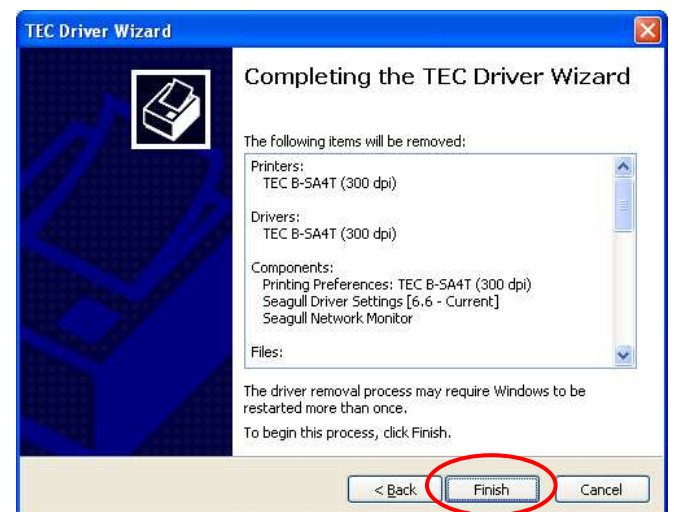 TEC Driver Wizard
Completing the TEC Driver Wizard
The following items will be removed:
Printers:
TEC B-SA4T (300 dpi)
Drivers:
TEC B-SA4T (300 dpi)
Components:
Printing Preferences: TEC B-SA4T (300 dpi)
Seagull Driver Settings [6.6 - Current]
Seagull Network Monitor
Files:
The driver removal process may require Windows to be
restarted more than once.
To begin this process, click Finish.
< Back Finish Cancel